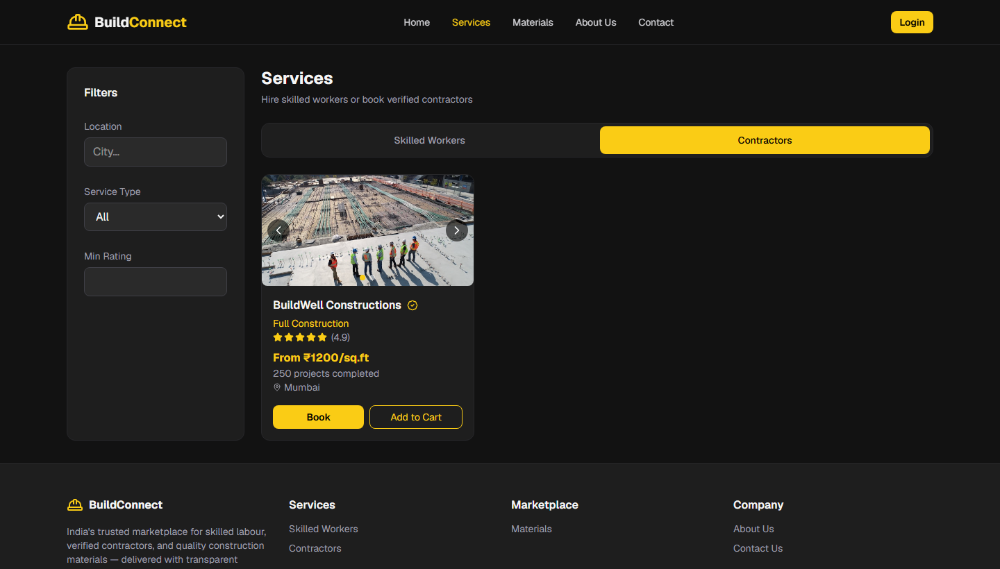 BuildConnect
Home
Services
Materials
About Us
Contact
Login
Filters
Location
City...
Service Type
All
Min Rating
Services
Hire skilled workers or book verified contractors
Skilled Workers
Contractors
BuildWell Constructions
Full Construction
(4.9)
From ₹1200/sq.ft
250 projects completed
Mumbai
Book
Add to Cart
BuildConnect
India's trusted marketplace for skilled labour,
verified contractors, and quality construction
materials — delivered with transparent
Services
Skilled Workers
Contractors
Marketplace
Materials
Company
About Us
Contact Us